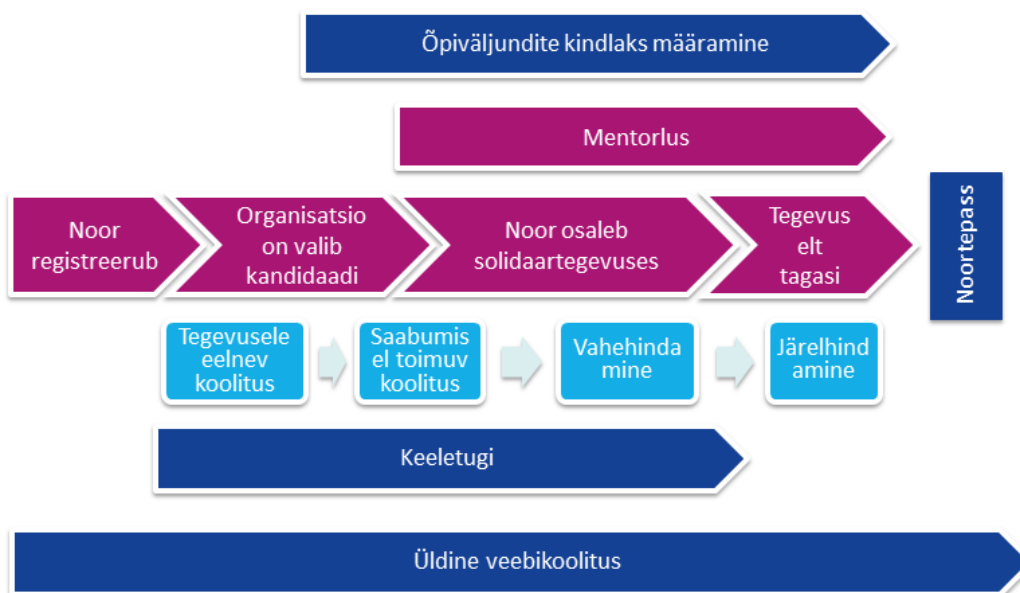 Õpiväljundite kindlaks määramine
Mentorlus
Noor
registreerub
Organisatsio
on valib
kandidaadi
Noor osaleb
solidaartegevuses
Tegevus
elt
tagasi
Noortepass
Tegevusele
eelnev
koolitus
Saabumis
el toimuv
koolitus
Vahehinda
mine
Järelhind
amine
Keeletugi
Üldine veebikoolitus